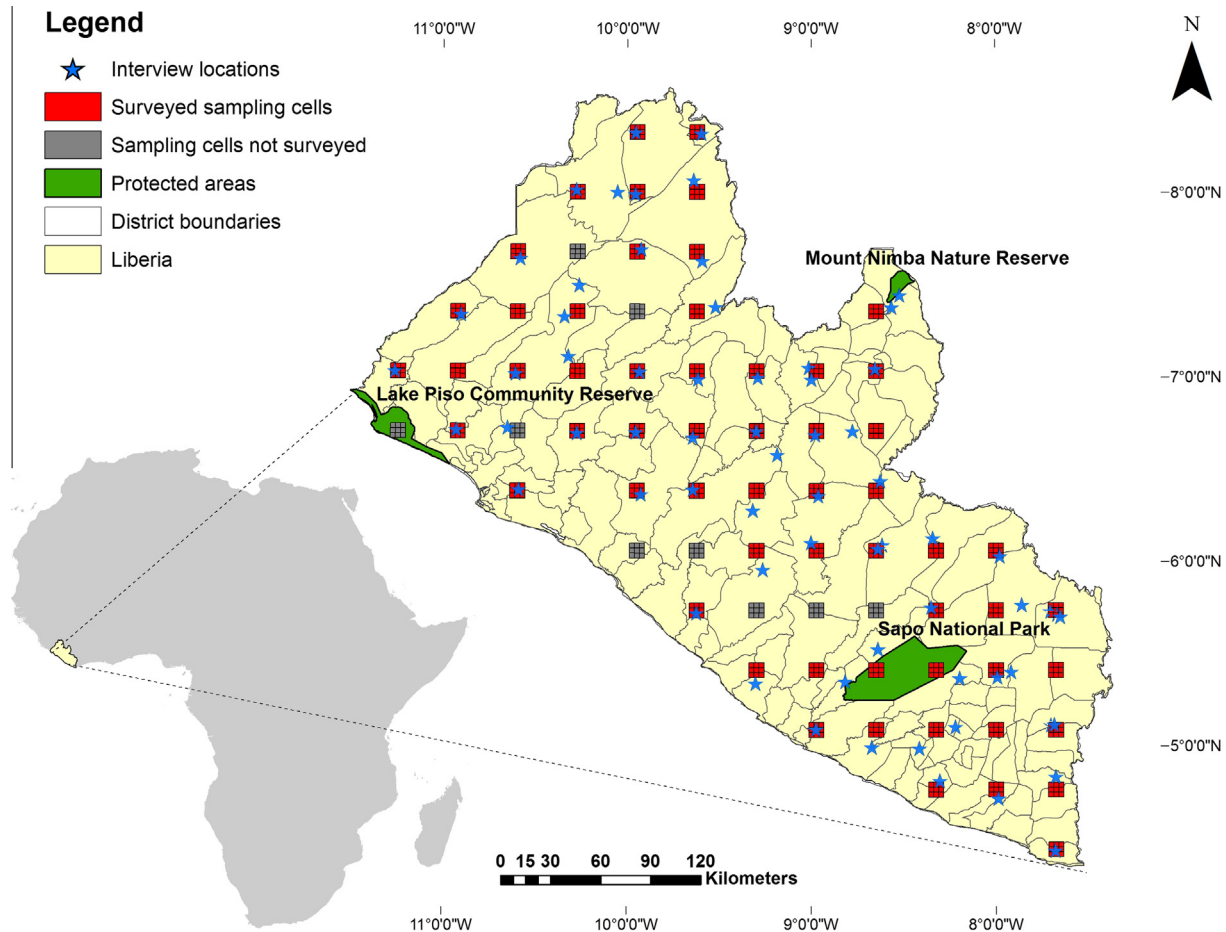 Legend
Interview locations
Surveyed sampling cells
Sampling cells not surveyed
Protected areas
District boundaries
Liberia
11°0'0"W 10°0'0"W 9°0'0"W 8°0'0"W
N
8°0'0"N
Mount Nimba Nature Reserve
7°0'0"N
Lake Piso Community Reserve
6°0'0"N
Sapo National Park
5°0'0"N
0 15 30 60 90 120
Kilometers
11°0'0"W 10°0'0"W 9°0'0"W 8°0'0"W